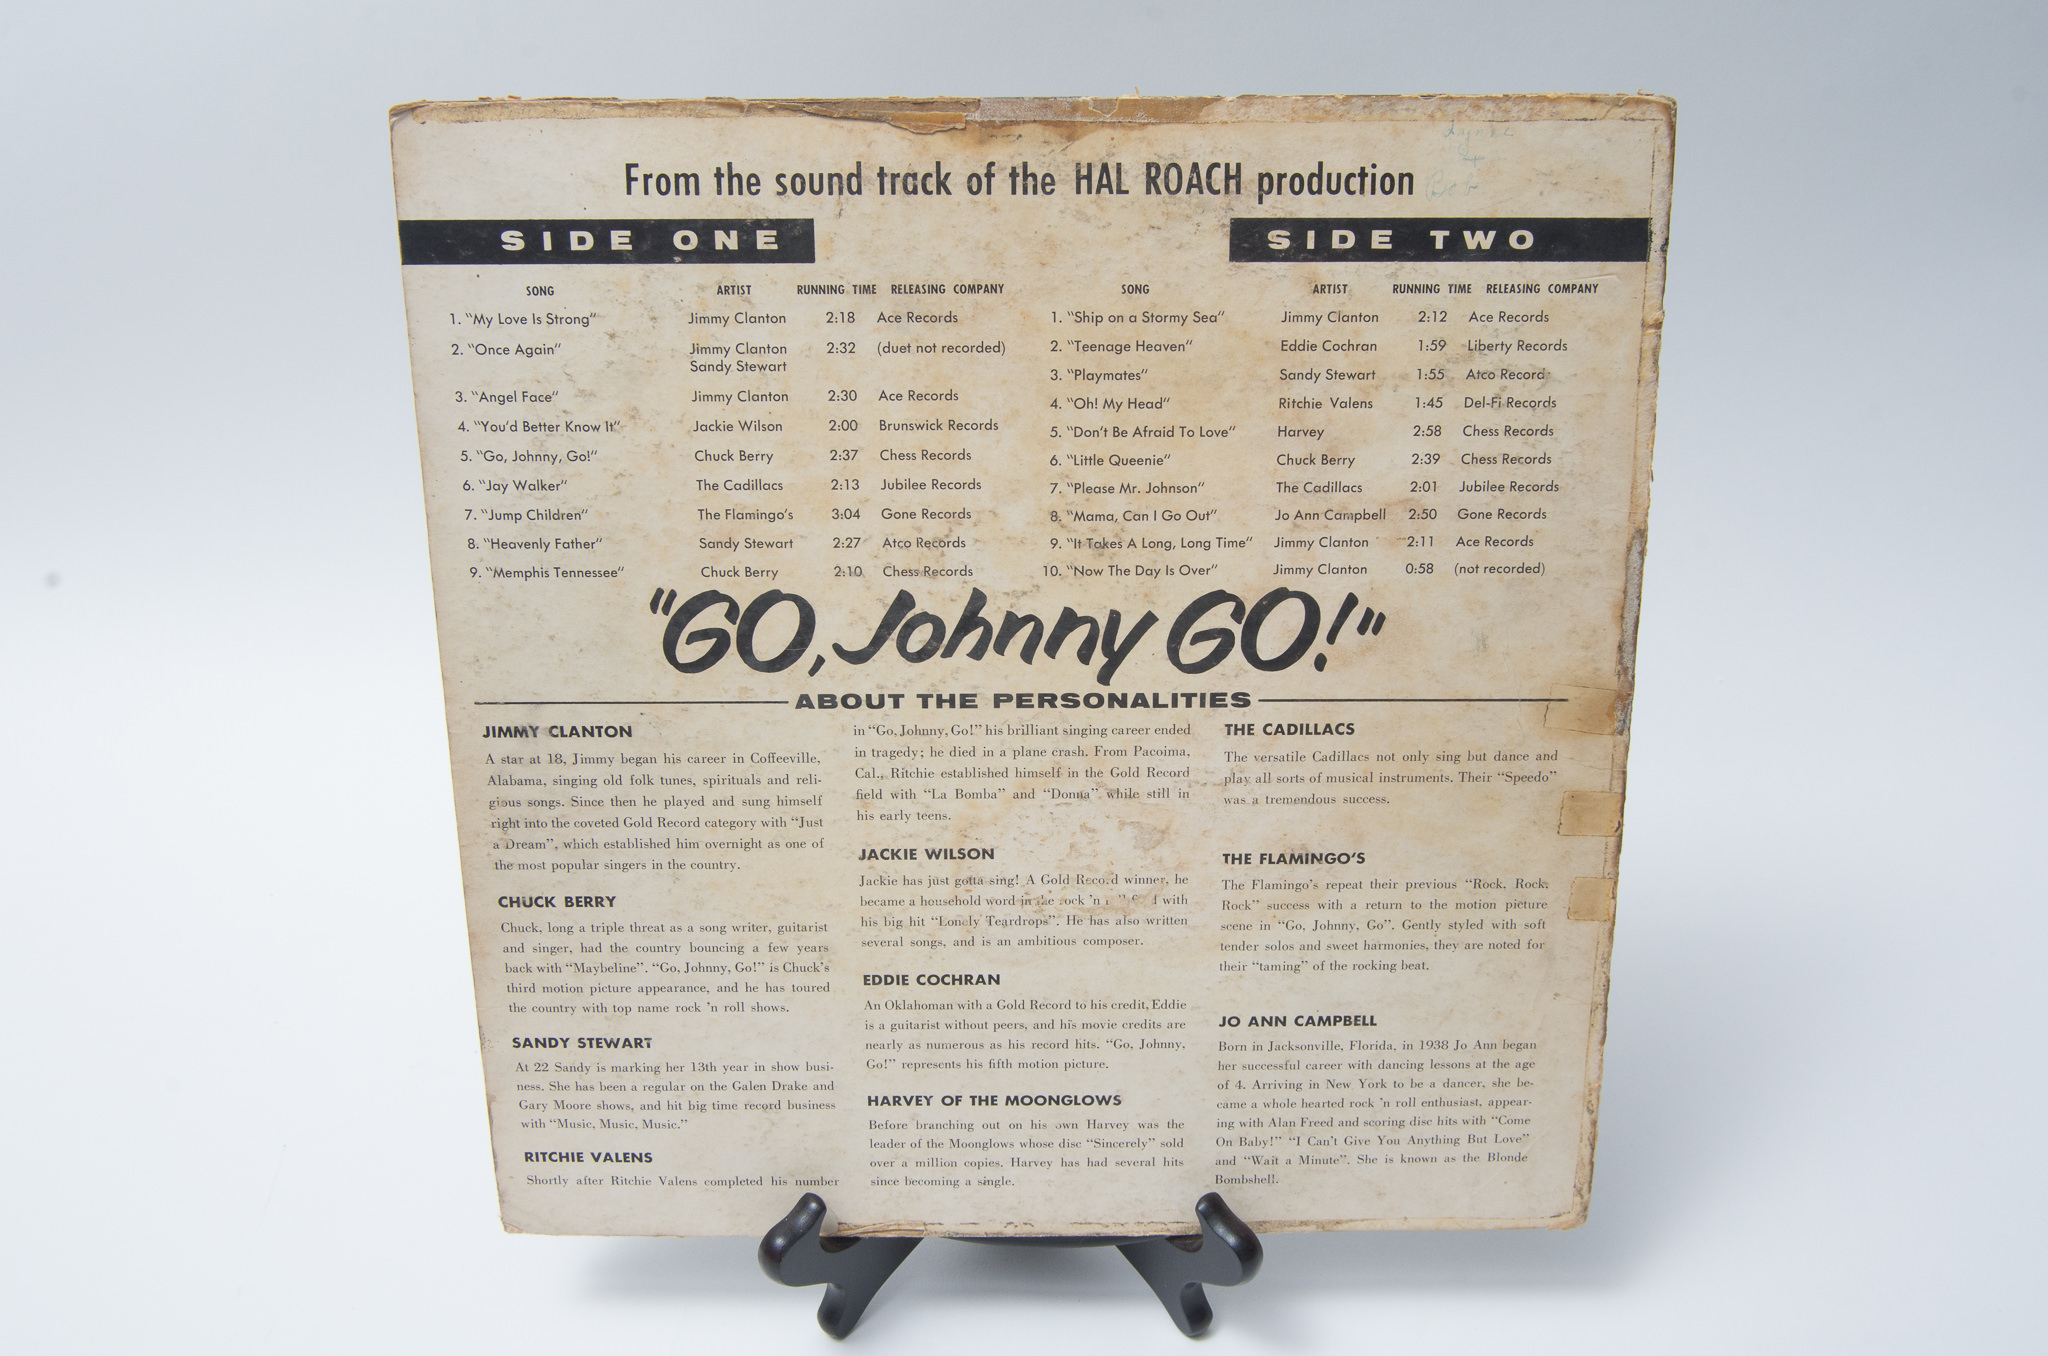 Lynne
+
Bob
From the sound track of the HAL ROACH production
SIDE ONE
SONG ARTIST RUNNING TIME RELEASING COMPANY
1. "My Love Is Strong" Jimmy Clanton 2:18 Ace Records
2. "Once Again" Jimmy Clanton 2:32 (duet not recorded)
Sandy Stewart
3. "Angel Face" Jimmy Clanton 2:30 Ace Records
4. "You'd Better Know It" Jackie Wilson 2:00 Brunswick Records
5. "Go, Johnny, Go!" Chuck Berry 2:37 Chess Records
6. "Jay Walker" The Cadillacs 2:13 Jubilee Records
7. "Jump Children" The Flamingo's 3:04 Gone Records
8. "Heavenly Father" Sandy Stewart 2:27 Atco Records
9. "Memphis Tennessee" Chuck Berry 2:10 Chess Records
SIDE TWO
SONG ARTIST RUNNING TIME RELEASING COMPANY
1. "Ship on a Stormy Sea" Jimmy Clanton 2:12 Ace Records
2. "Teenage Heaven" Eddie Cochran 1:59 Liberty Records
3. "Playmates" Sandy Stewart 1:55 Atco Record
4. "Oh! My Head" Ritchie Valens 1:45 Del-Fi Records
5. "Don't Be Afraid To Love" Harvey 2:58 Chess Records
6. "Little Queenie" Chuck Berry 2:39 Chess Records
7. "Please Mr. Johnson" The Cadillacs 2:01 Jubilee Records
8. "Mama, Can I Go Out" Jo Ann Campbell 2:50 Gone Records
9. "It Takes A Long, Long Time" Jimmy Clanton 2:11 Ace Records
10. "Now The Day Is Over" Jimmy Clanton 0:58 (not recorded)
"GO, Johnny GO!"
ABOUT THE PERSONALITIES
JIMMY CLANTON
A star at 18, Jimmy began his career in Coffeeville,
Alabama, singing old folk tunes, spirituals and reli-
gious songs. Since then he played and sung himself
right into the coveted Gold Record category with "Just
a Dream", which established him overnight as one of
the most popular singers in the country.
CHUCK BERRY
Chuck, long a triple threat as a song writer, guitarist
and singer, had the country bouncing a few years
back with "Maybeline". "Go, Johnny, Go!" is Chuck's
third motion picture appearance, and he has toured
the country with top name rock 'n roll shows.
SANDY STEWART
At 22 Sandy is marking her 13th year in show busi-
ness. She has been a regular on the Galen Drake and
Gary Moore shows, and hit big time record business
with "Music, Music, Music."
RITCHIE VALENS
Shortly after Ritchie Valens completed his number
in "Go, Johnny, Go!" his brilliant singing career ended
in tragedy; he died in a plane crash. From Pacoima,
Cal., Ritchie established himself in the Gold Record
field with "La Bomba" and "Donna" while still in
his early teens.
JACKIE WILSON
Jackie has just gotta sing! A Gold Record winner, he
became a household word in the rock 'n with
his big hit "Lonely Teardrops". He has also written
several songs, and is an ambitious composer.
EDDIE COCHRAN
An Oklahoman with a Gold Record to his credit, Eddie
is a guitarist without peers, and his movie credits are
nearly as numerous as his record hits. "Go, Johnny,
Go!" represents his fifth motion picture.
HARVEY OF THE MOONGLOWS
Before branching out on his own Harvey was the
leader of the Moonglows whose disc "Sincerely" sold
over a million copies. Harvey has had several hits
since becoming a single.
THE CADILLACS
The versatile Cadillacs not only sing but dance and
play all sorts of musical instruments. Their "Speedo"
was a tremendous success.
THE FLAMINGO'S
The Flamingo's repeat their previous "Rock, Rock,
Rock" success with a return to the motion picture
scene in "Go, Johnny, Go". Gently styled with soft
tender solos and sweet harmonies, they are noted for
their "taming" of the rocking beat.
JO ANN CAMPBELL
Born in Jacksonville, Florida, in 1938 Jo Ann began
her successful career with dancing lessons at the age
of 4. Arriving in New York to be a dancer, she be-
came a whole hearted rock 'n roll enthusiast, appear-
ing with Alan Freed and scoring disc hits with "Come
On Baby!" "I Can't Give You Anything But Love"
and "Wait a Minute". She is known as the Blonde
Bombshell.